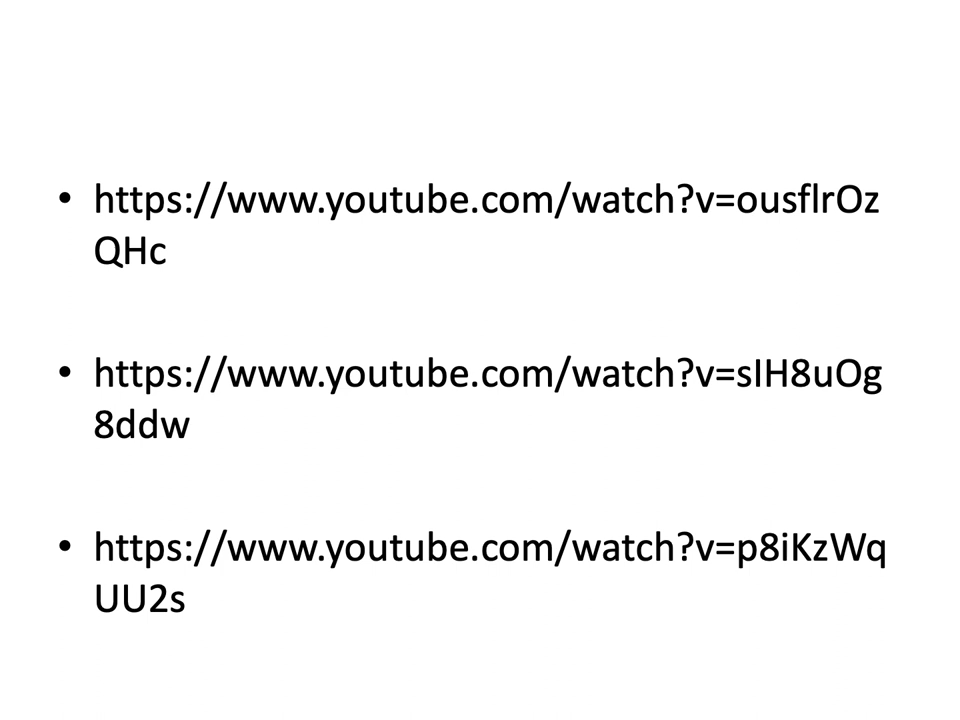 • https://www.youtube.com/watch?v=ousflrOz
QHc
• https://www.youtube.com/watch?v=sIH8uOg
8ddw
• https://www.youtube.com/watch?v=p8iKzWq
UU2s